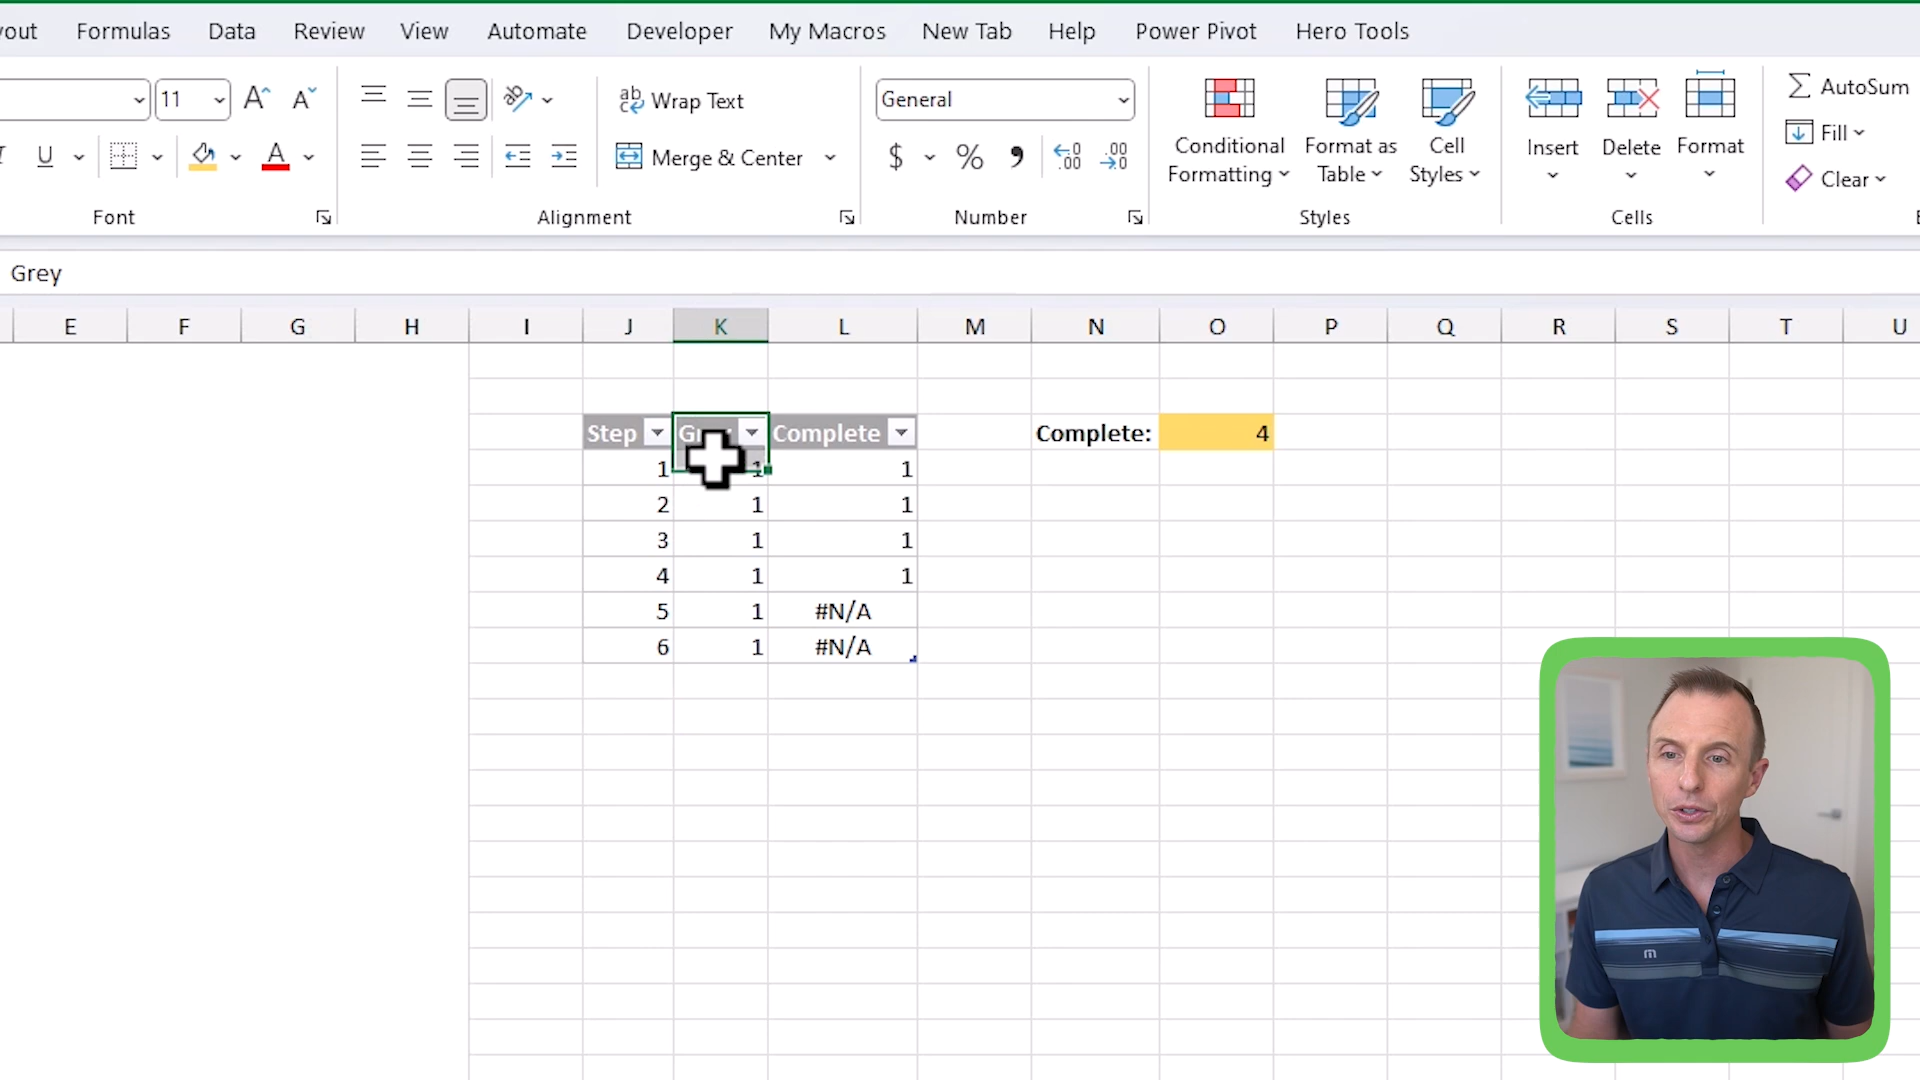 Formulas Data Review View Automate Developer My Macros New Tab Help Power Pivot Hero Tools
11 A A ab Wrap Text General AutoSum
U A Merge & Center $ % Conditional Formatting Format as Table Cell Styles Insert Delete Format Fill
Clear
Font Alignment Number Styles Cells
Grey
E F G H I J K L M N O P Q R S T U
Step Complete Complete: 4
1 1 1
2 1 1
3 1 1
4 1 1
5 1 #N/A
6 1 #N/A